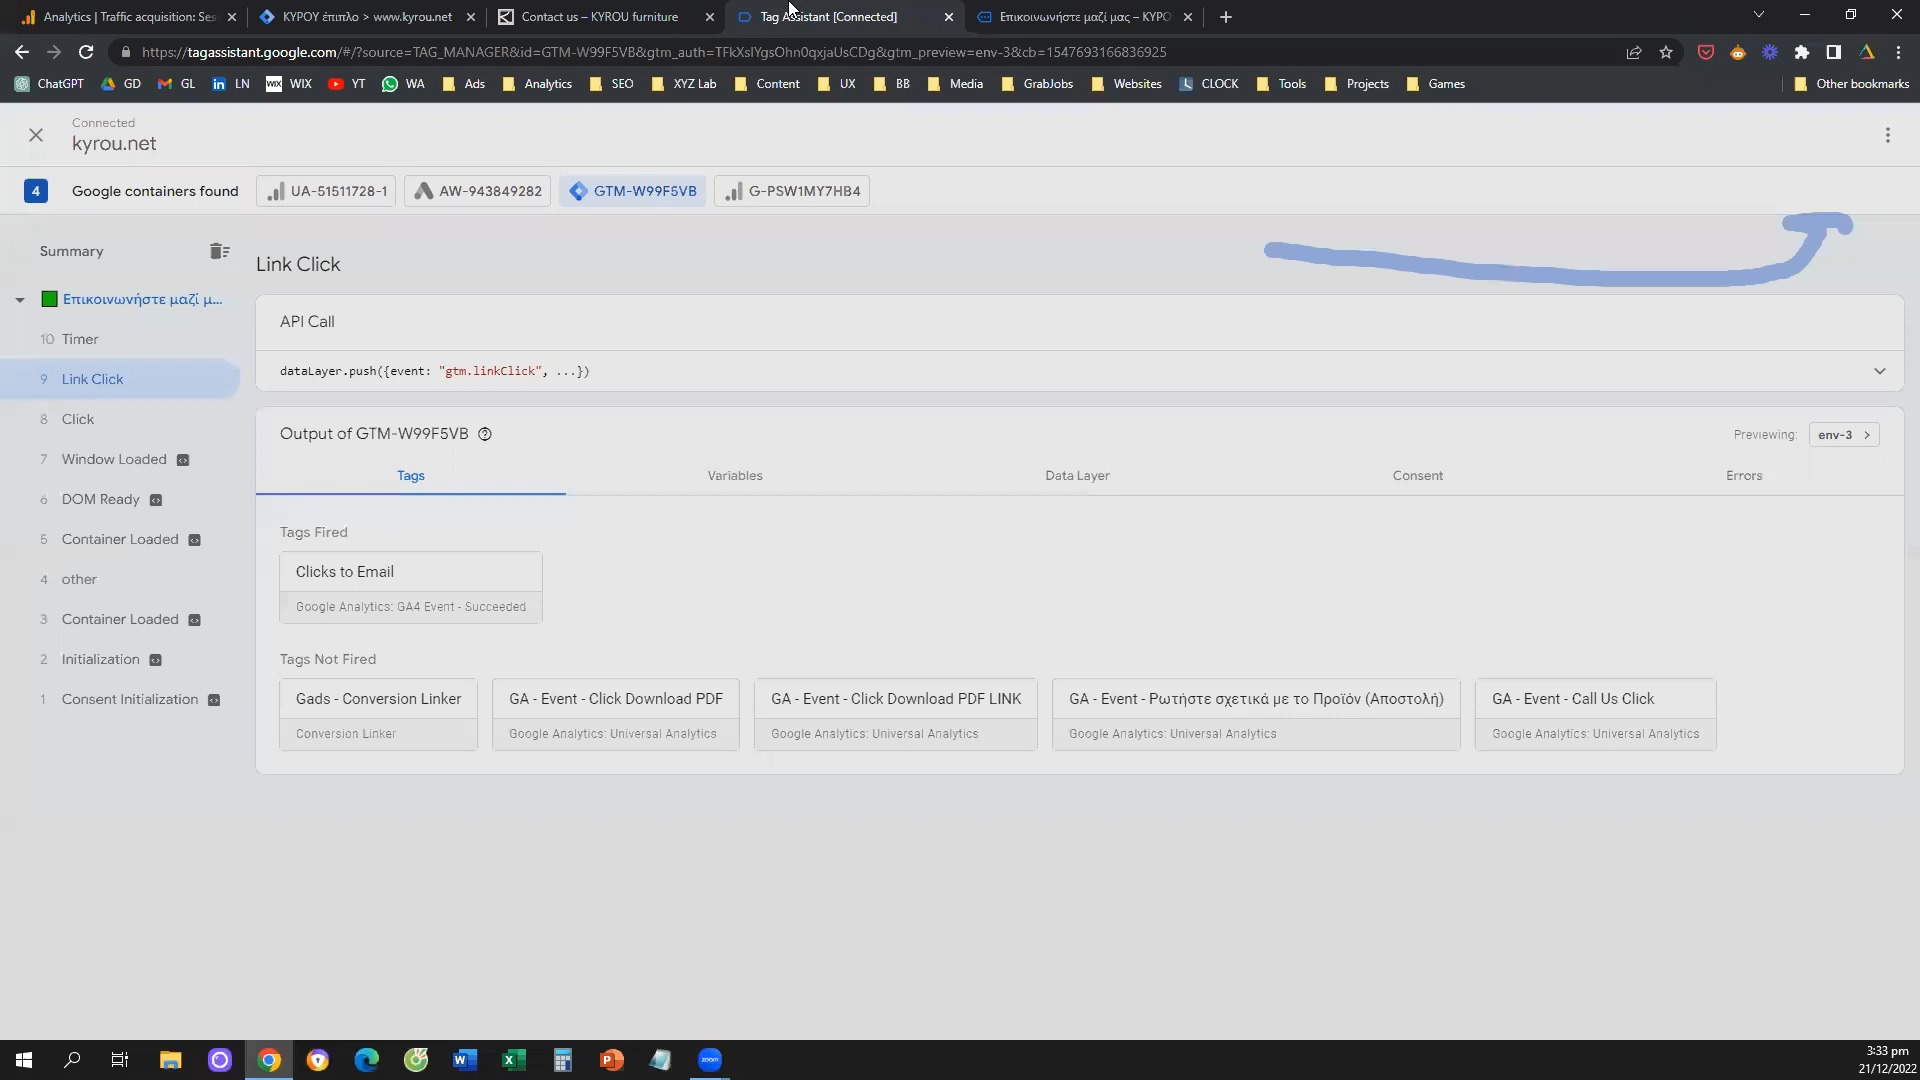 Analytics | Traffic acquisition: Ses
ΚΥΡΟΥ έπιπλο > www.kyrou.net
Contact us – KYROU furniture
Tag Assistant [Connected]
Επικοινωνήστε μαζί μας – ΚΥΡΟ
https://tagassistant.google.com/#/?source=TAG_MANAGER&id=GTM-W99F5VB&gtm_auth=TFkXslYgsOhn0qxjaUsCDg&gtm_preview=env-3&cb=1547693166836925
ChatGPT GD GL LN WIX YT WA Ads Analytics SEO XYZ Lab Content UX BB Media GrabJobs Websites CLOCK Tools Projects Games Other bookmarks
Connected
kyrou.net
4 Google containers found UA-51511728-1 AW-943849282 GTM-W99F5VB G-PSW1MY7HB4
Summary
Επικοινωνήστε μαζί μ...
10 Timer
9 Link Click
8 Click
7 Window Loaded
6 DOM Ready
5 Container Loaded
4 other
3 Container Loaded
2 Initialization
1 Consent Initialization
Link Click
API Call
dataLayer.push({event: "gtm.linkClick", ...})
Output of GTM-W99F5VB
Previewing: env-3
Tags Variables Data Layer Consent Errors
Tags Fired
Clicks to Email
Google Analytics: GA4 Event - Succeeded
Tags Not Fired
Gads - Conversion Linker
Conversion Linker
GA - Event - Click Download PDF
Google Analytics: Universal Analytics
GA - Event - Click Download PDF LINK
Google Analytics: Universal Analytics
GA - Event - Ρωτήστε σχετικά με το Προϊόν (Αποστολή)
Google Analytics: Universal Analytics
GA - Event - Call Us Click
Google Analytics: Universal Analytics
zoom
3:33 pm
21/12/2022